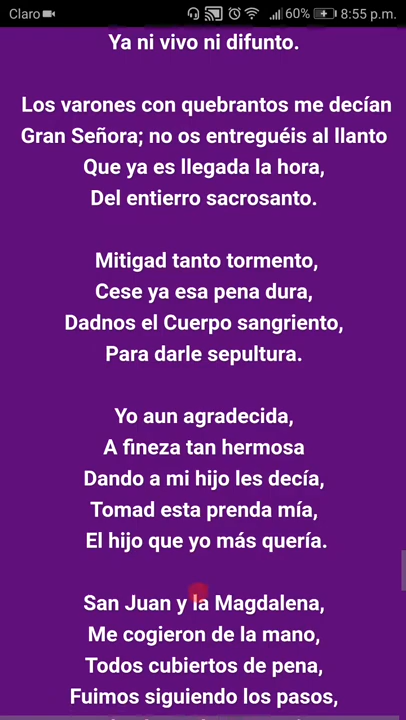 Claro 60% 8:55 p.m.
Ya ni vivo ni difunto.
Los varones con quebrantos me decían
Gran Señora; no os entreguéis al llanto
Que ya es llegada la hora,
Del entierro sacrosanto.
Mitigad tanto tormento,
Cese ya esa pena dura,
Dadnos el Cuerpo sangriento,
Para darle sepultura.
Yo aun agradecida,
A fineza tan hermosa
Dando a mi hijo les decía,
Tomad esta prenda mía,
El hijo que yo más quería.
San Juan y la Magdalena,
Me cogieron de la mano,
Todos cubiertos de pena,
Fuimos siguiendo los pasos,